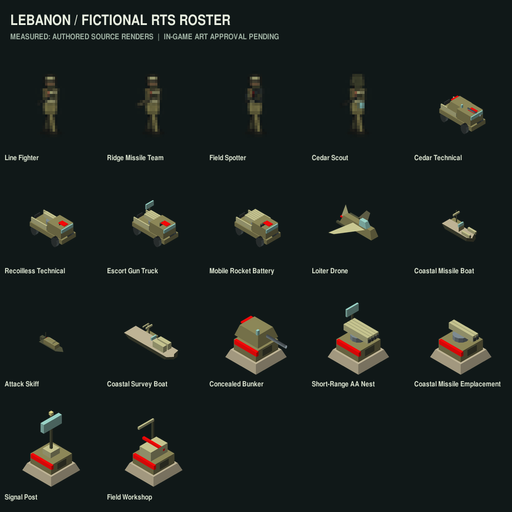 LEBANON / FICTIONAL RTS ROSTER
MEASURED: AUTHORED SOURCE RENDERS | IN-GAME ART APPROVAL PENDING
Line Fighter
Ridge Missile Team
Field Spotter
Cedar Scout
Cedar Technical
Recoilless Technical
Escort Gun Truck
Mobile Rocket Battery
Loiter Drone
Coastal Missile Boat
Attack Skiff
Coastal Survey Boat
Concealed Bunker
Short-Range AA Nest
Coastal Missile Emplacement
Signal Post
Field Workshop